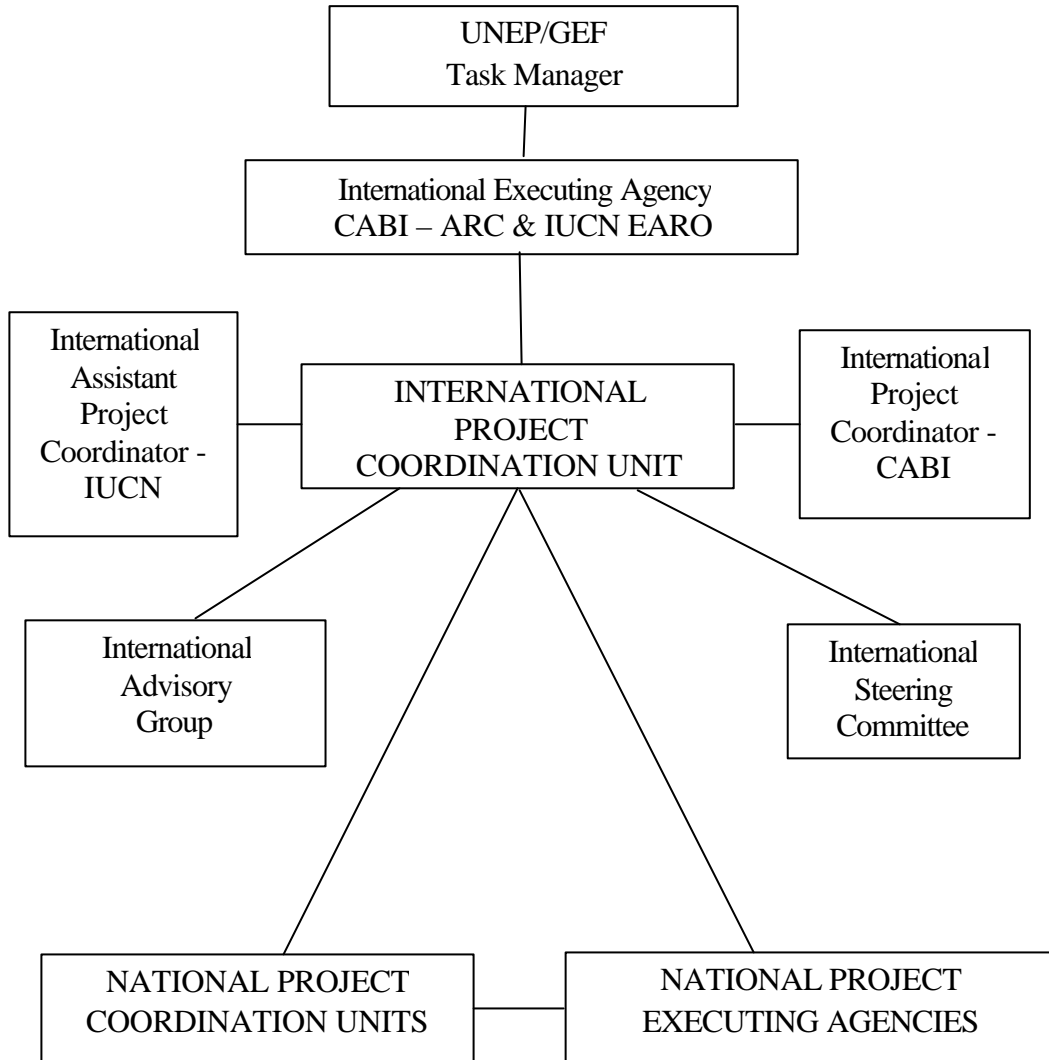 UNEP/GEF
Task Manager
International Executing Agency
CABI – ARC & IUCN EARO
International
Assistant
Project
Coordinator -
IUCN
INTERNATIONAL
PROJECT
COORDINATION UNIT
International
Project
Coordinator -
CABI
International
Advisory
Group
International
Steering
Committee
NATIONAL PROJECT
COORDINATION UNITS
NATIONAL PROJECT
EXECUTING AGENCIES